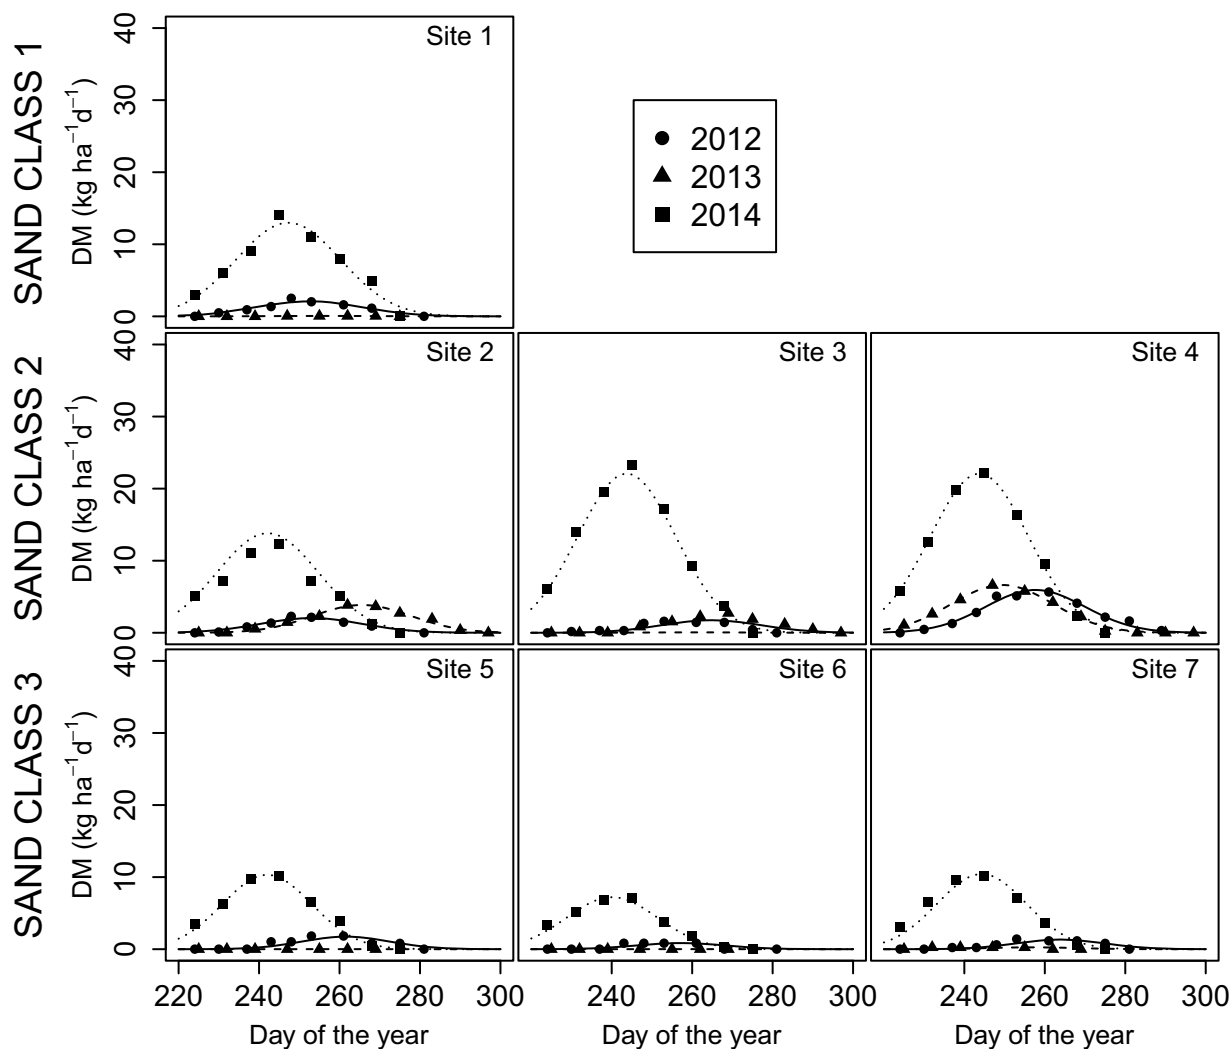 SAND CLASS 1
DM (kg ha⁻¹d⁻¹)
40
30
20
10
0
Site 1
2012
2013
2014
SAND CLASS 2
DM (kg ha⁻¹d⁻¹)
40
30
20
10
0
Site 2
Site 3
Site 4
SAND CLASS 3
DM (kg ha⁻¹d⁻¹)
40
30
20
10
0
Site 5
Site 6
Site 7
220 240 260 280 300 240 260 280 300 240 260 280 300
Day of the year Day of the year Day of the year